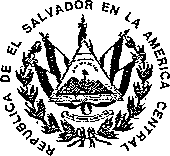 REPUBLICA DE EL SALVADOR EN LA AMERICA CENTRAL